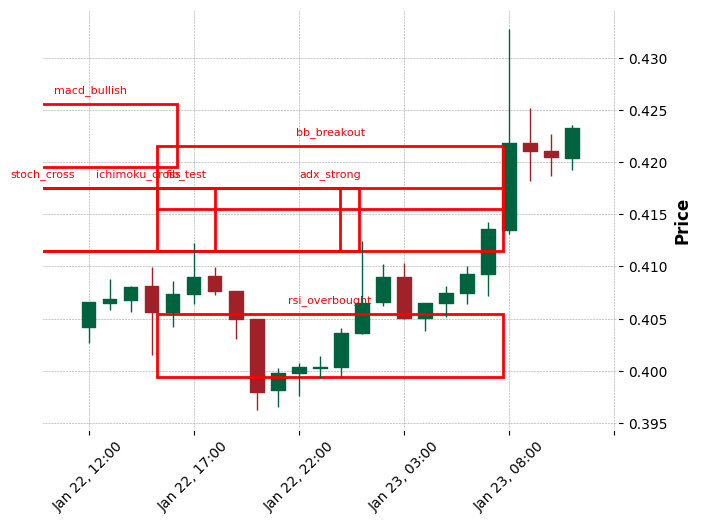 macd_bullish
bb_breakout
stoch_cross
ichimoku_cross
fib_test
adx_strong
rsi_overbought
0.430
0.425
0.420
0.415
0.410
0.405
0.400
0.395
Price
Jan 22, 12:00
Jan 22, 17:00
Jan 22, 22:00
Jan 23, 03:00
Jan 23, 08:00